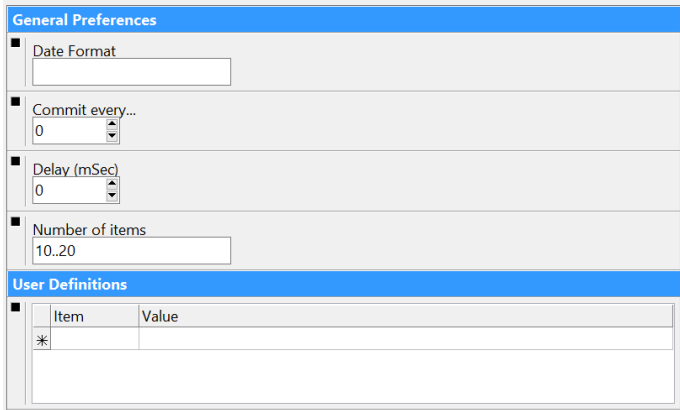 General Preferences
Date Format
Commit every...
0
Delay (mSec)
0
Number of items
10..20
User Definitions
Item Value